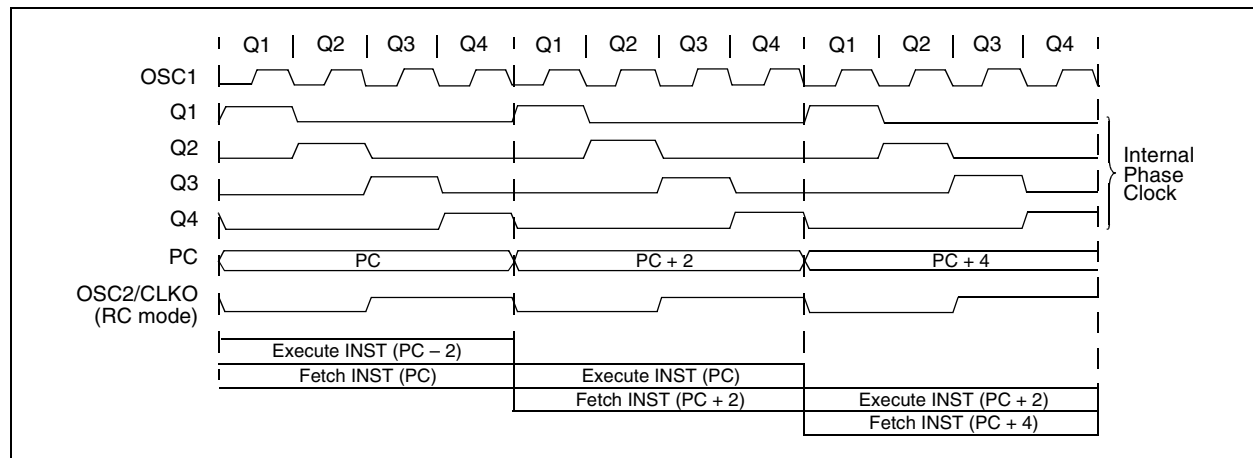 Q1 Q2 Q3 Q4 Q1 Q2 Q3 Q4 Q1 Q2 Q3 Q4
OSC1
Q1
Q2
Q3
Q4
Internal
Phase
Clock
PC PC PC + 2 PC + 4
OSC2/CLKO
(RC mode)
Execute INST (PC – 2)
Fetch INST (PC) Execute INST (PC)
Fetch INST (PC + 2) Execute INST (PC + 2)
Fetch INST (PC + 4)